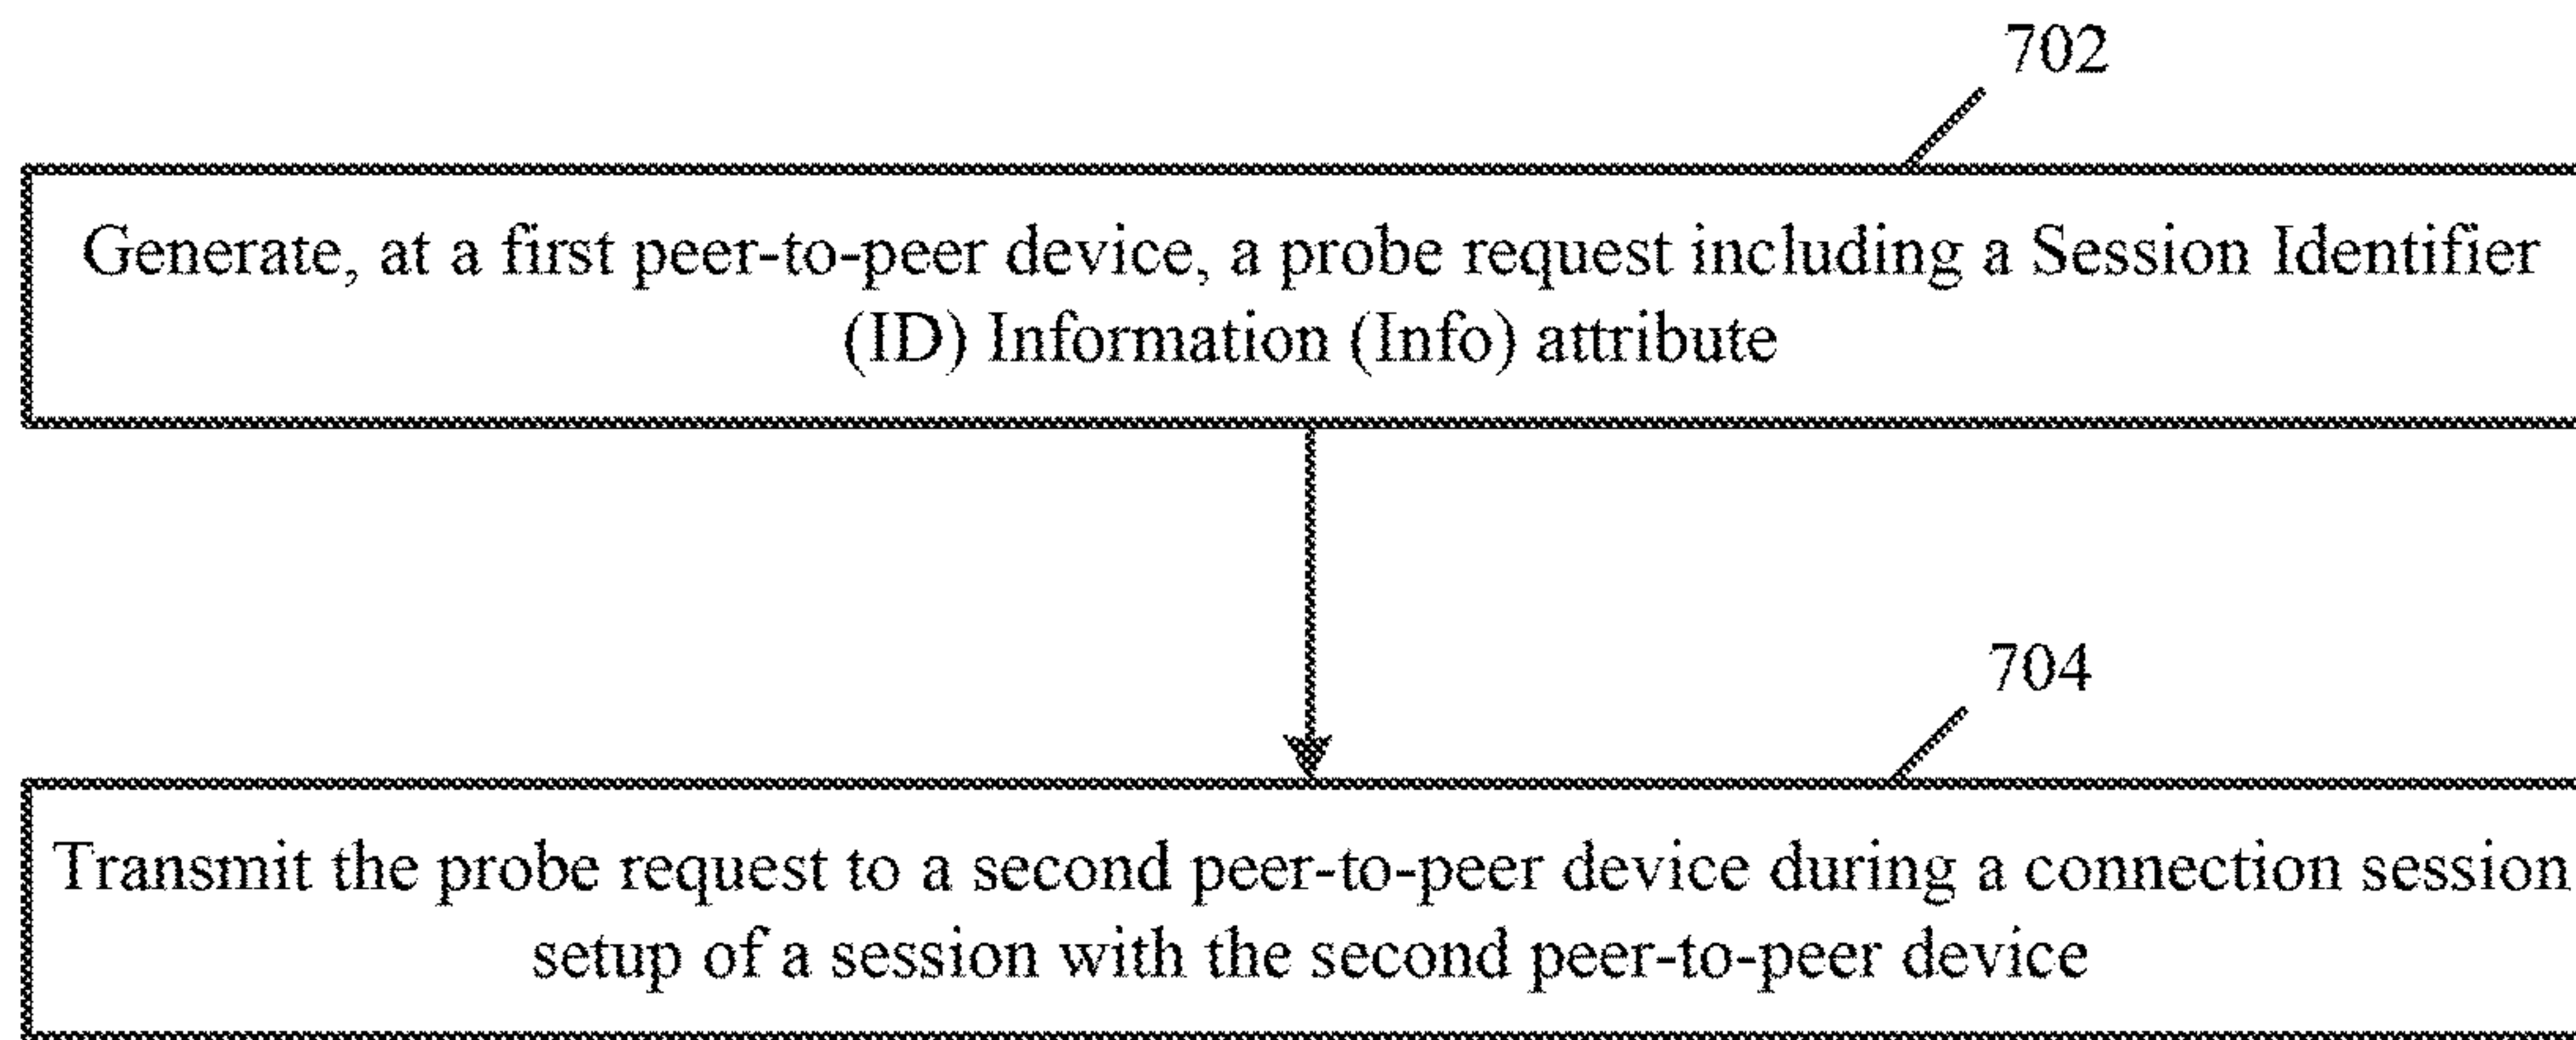 702
Generate, at a first peer-to-peer device, a probe request including a Session Identifier
(ID) Information (Info) attribute
704
Transmit the probe request to a second peer-to-peer device during a connection session
setup of a session with the second peer-to-peer device